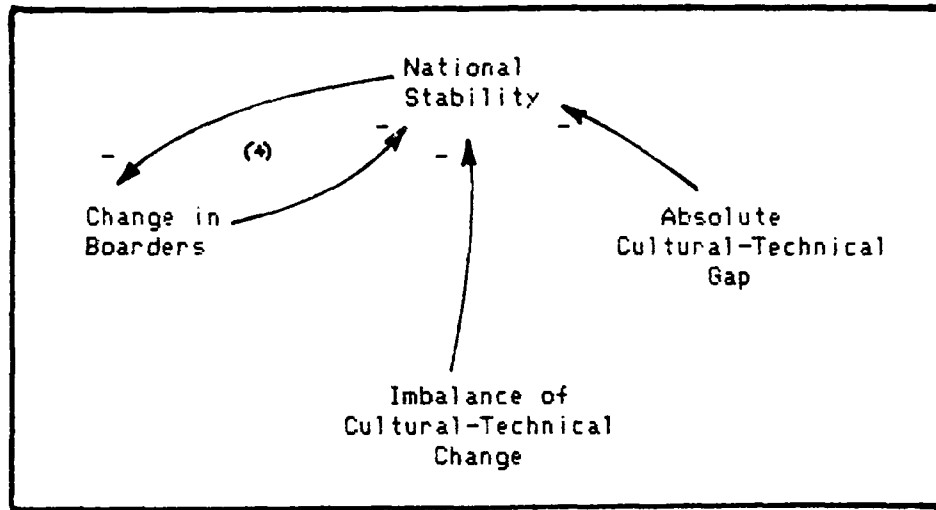 National
Stability
-
-
-
-
(4)
Change in
Boarders
Absolute
Cultural-Technical
Gap
Imbalance of
Cultural-Technical
Change